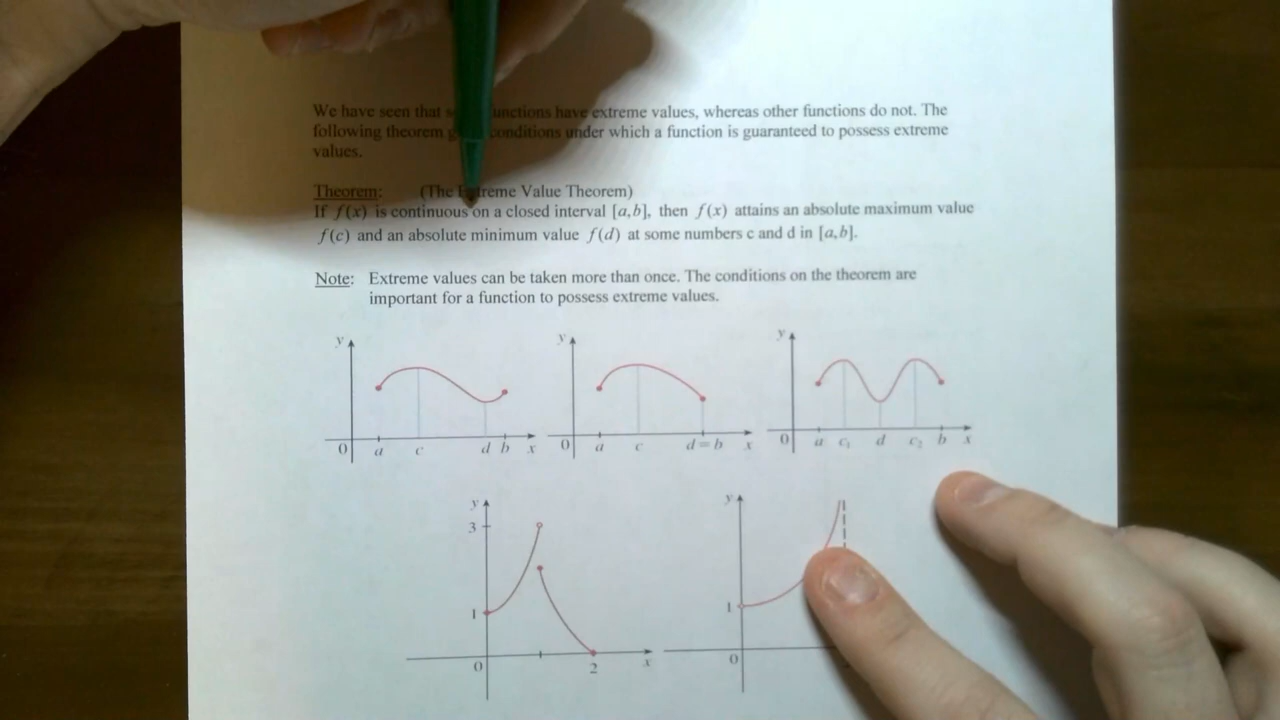 We have seen that functions have extreme values, whereas other functions do not. The
following theorem conditions under which a function is guaranteed to possess extreme
values.
Theorem: (The Extreme Value Theorem)
If f(x) is continuous on a closed interval [a,b], then f(x) attains an absolute maximum value
f(c) and an absolute minimum value f(d) at some numbers c and d in [a,b].
Note: Extreme values can be taken more than once. The conditions on the theorem are
important for a function to possess extreme values.
y
0 a c d b x
y
0 a c d = b x
y
0 a c₁ d c₂ b x
y
3
1
0 2 x
y
1
0